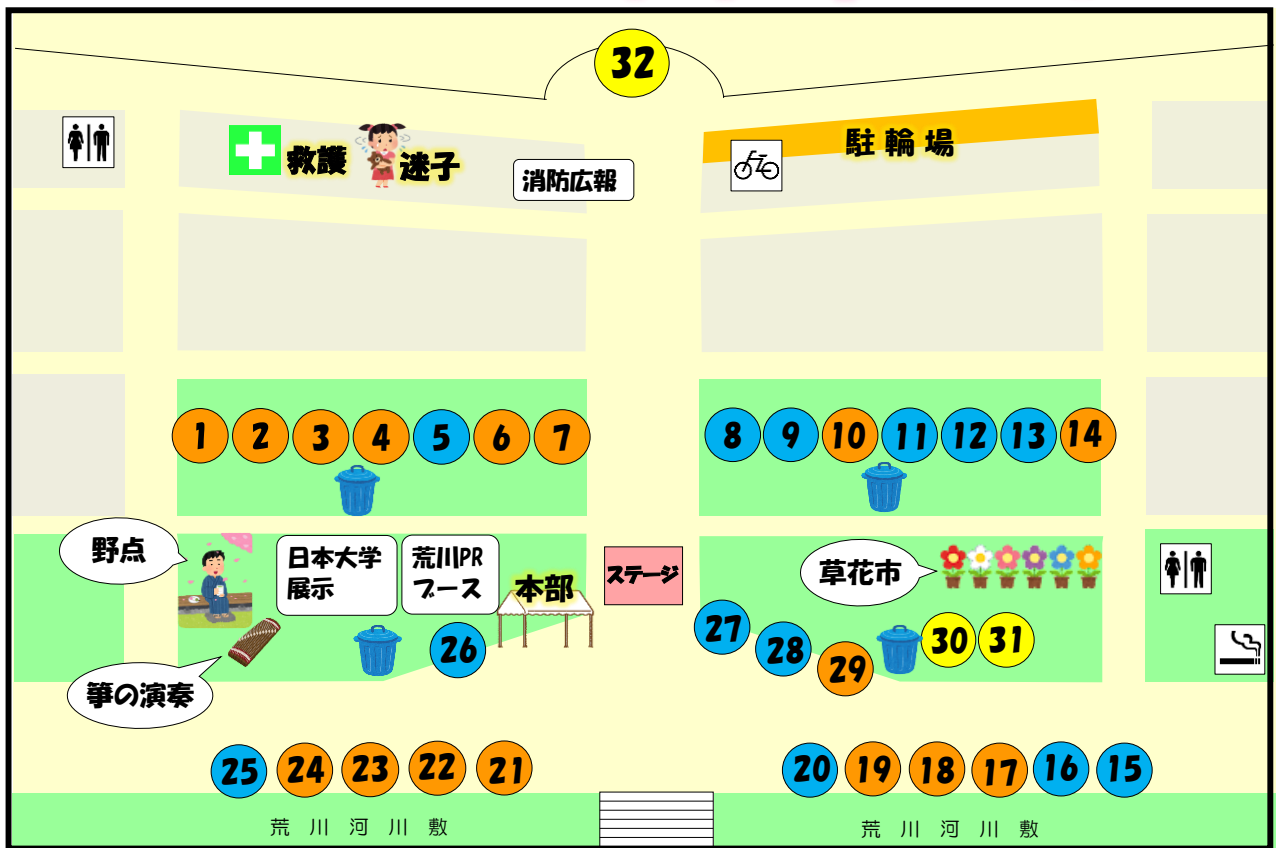 32
救護
迷子
消防広報
駐輪場
1 2 3 4 5 6 7
8 9 10 11 12 13 14
野点
日本大学
展示
荒川PR
ブース
本部
ステージ
草花市
箏の演奏
26
27 28 29 30 31
25 24 23 22 21
20 19 18 17 16 15
荒川河川敷
荒川河川敷